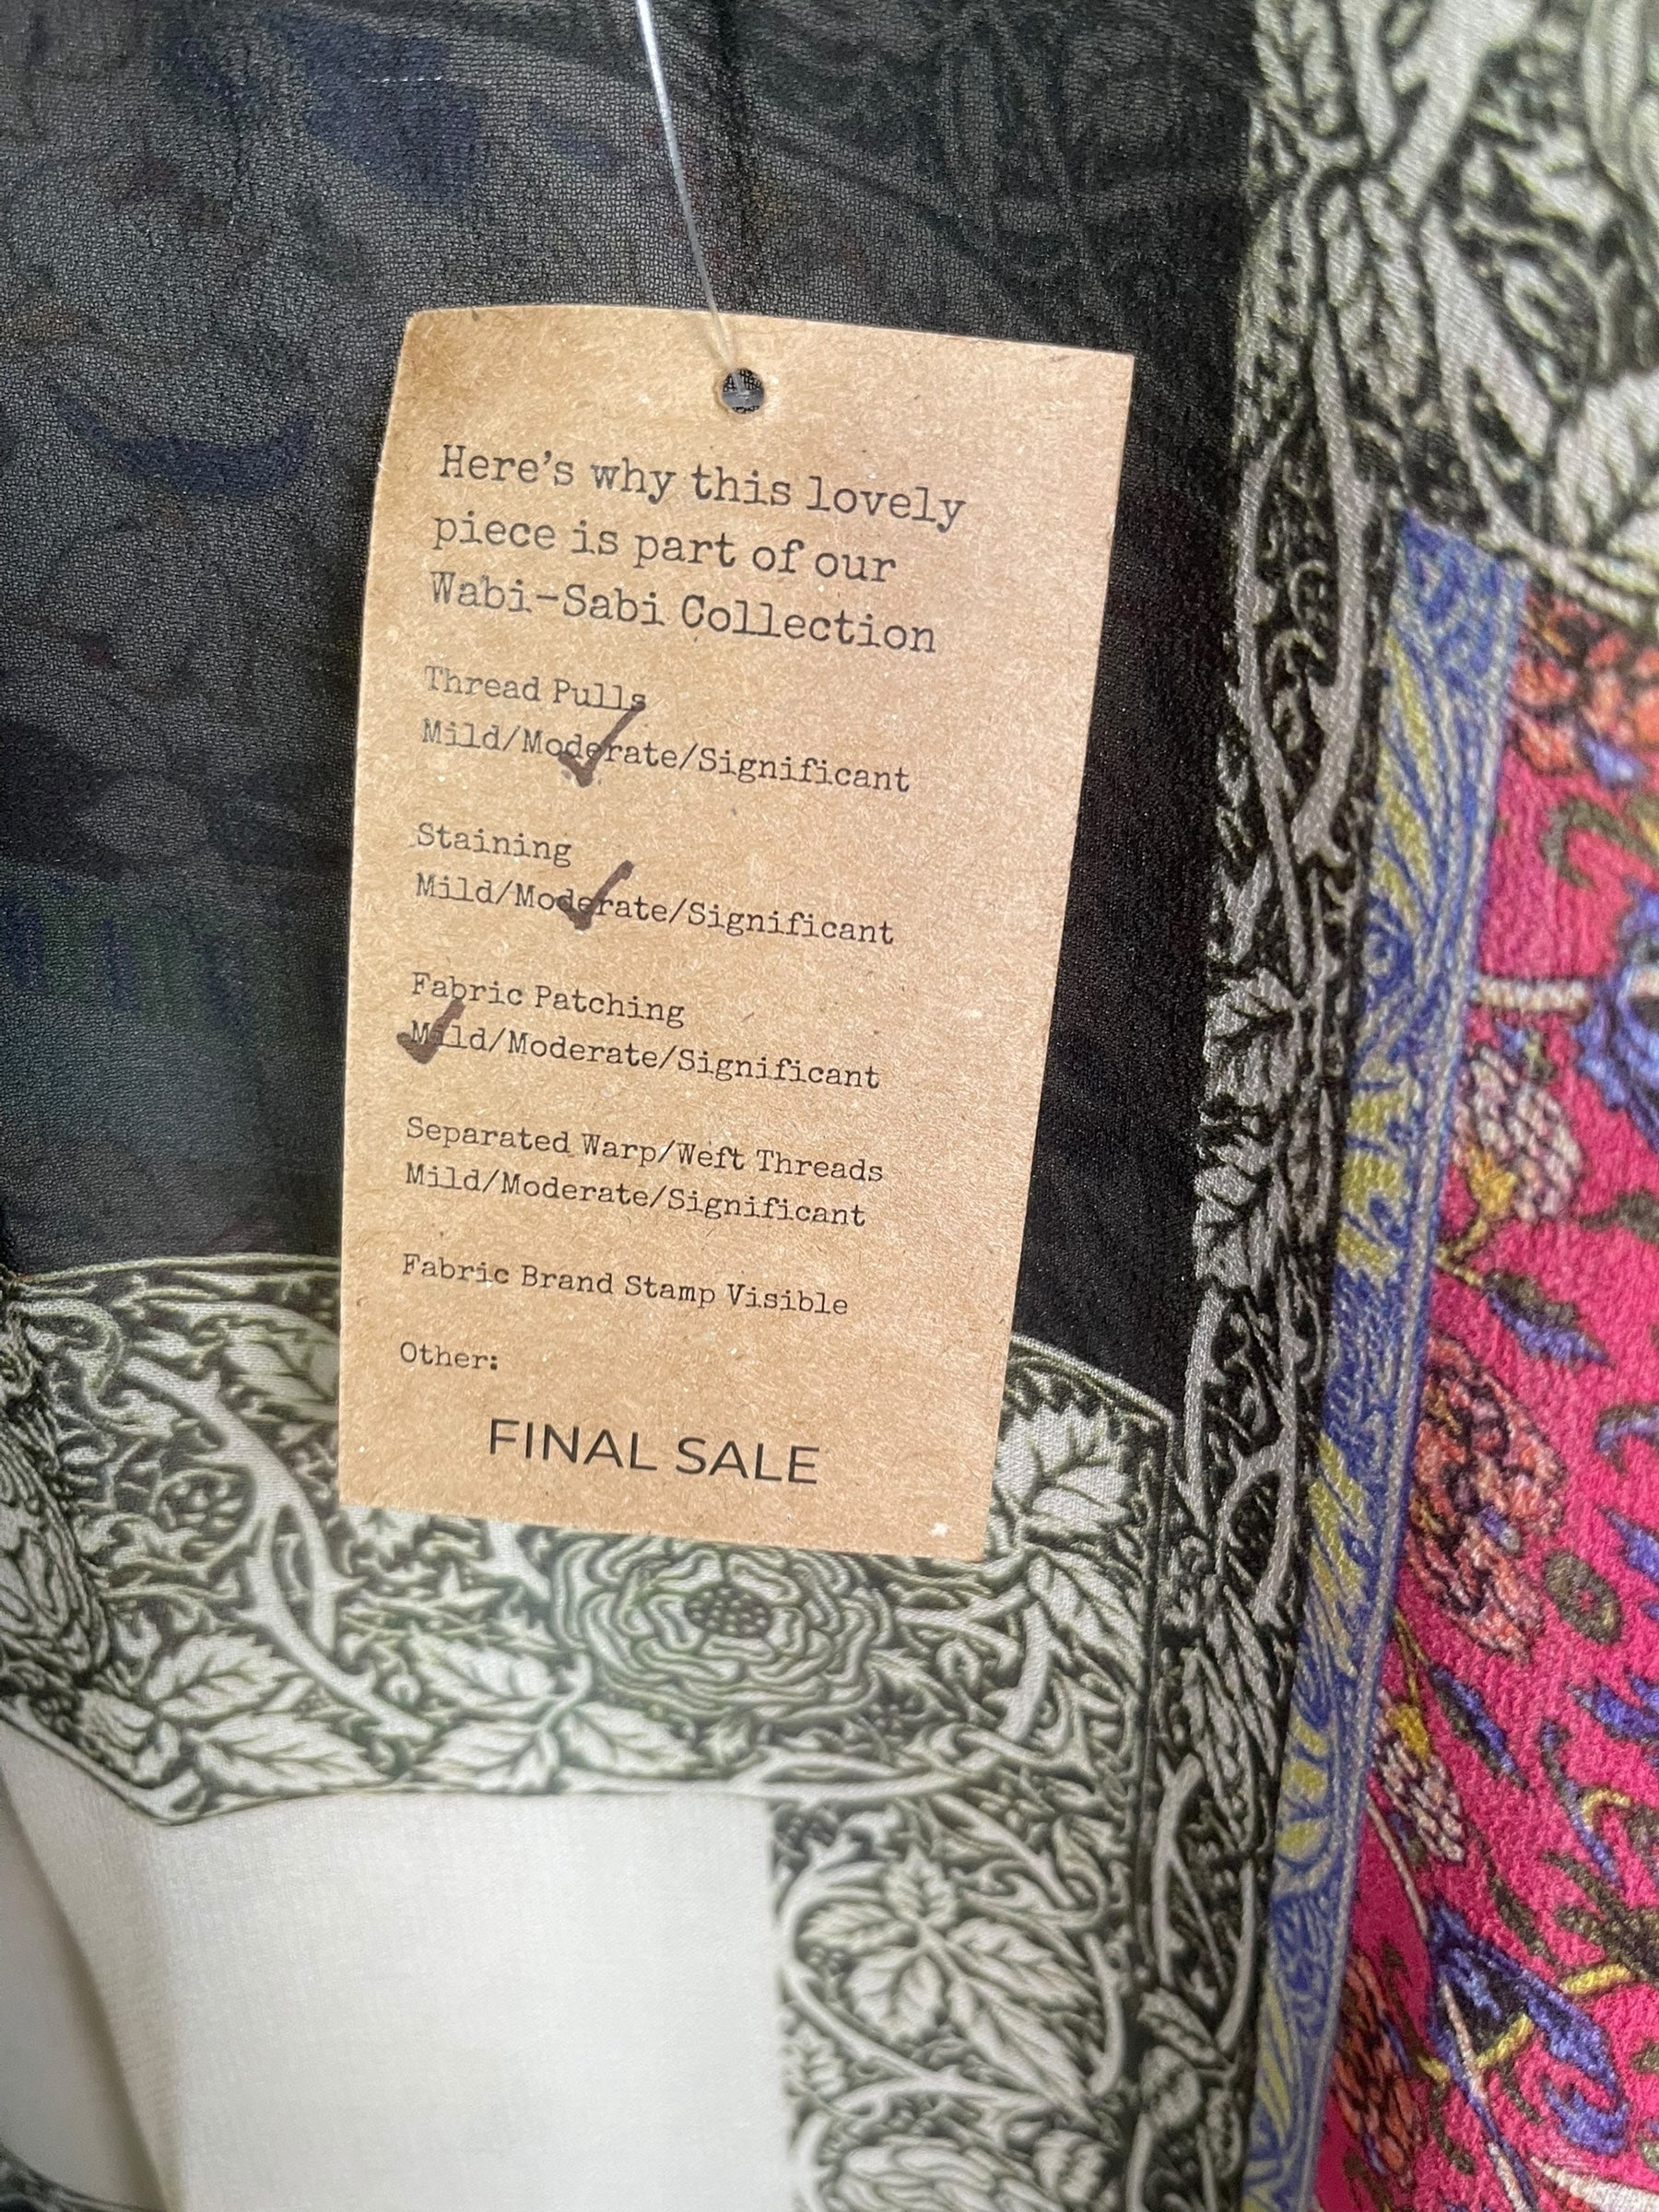 Here's why this lovely
piece is part of our
Wabi-Sabi Collection
Thread Pulls
Mild/Moderate/Significant
Staining
Mild/Moderate/Significant
Fabric Patching
Mild/Moderate/Significant
Separated Warp/Weft Threads
Mild/Moderate/Significant
Fabric Brand Stamp Visible
Other:
FINAL SALE